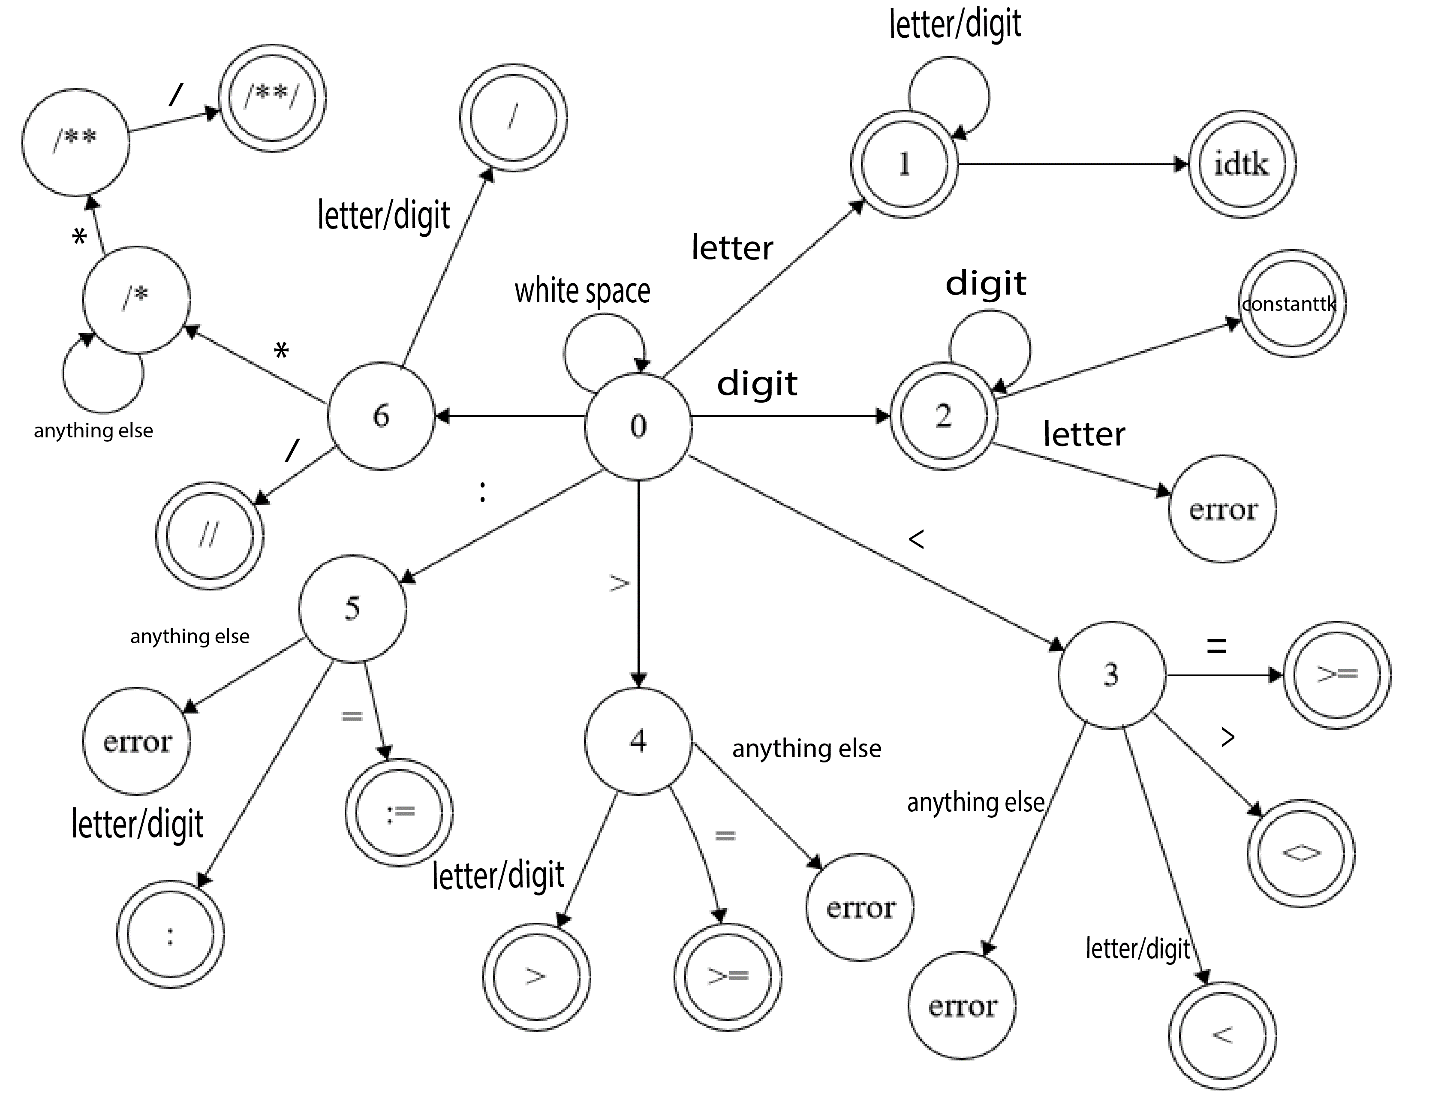 letter/digit
/
/**/
/**
/
1
idtk
letter/digit
*
letter
/*
white space
digit
constanttk
*
digit
6
0
2
letter
anything else
/
:
error
//
<
>
5
anything else
3
=
>=
error
=
4
anything else
>
:=
letter/digit
anything else
=
<>
letter/digit
error
:
letter/digit
>
>=
error
<